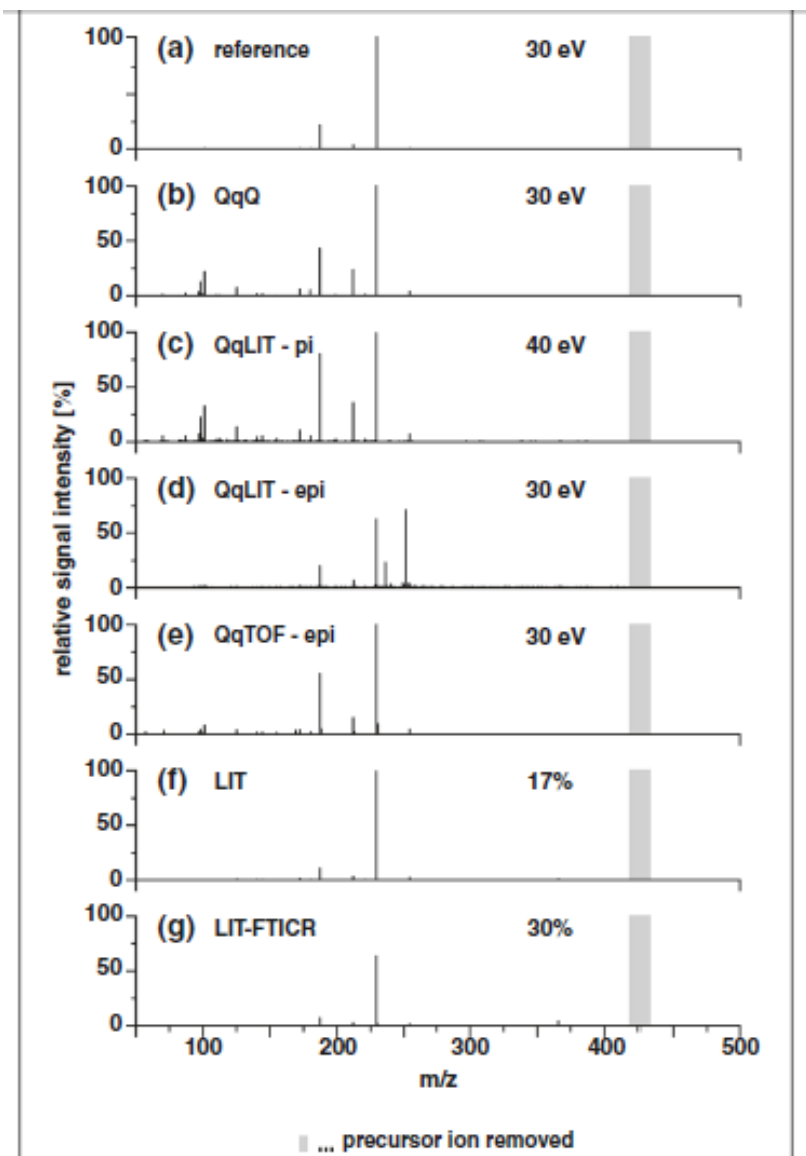 100 (a) reference 30 eV
0
100 (b) QqQ 30 eV
50
0
100 (c) QqLIT - pi 40 eV
50
0
100 (d) QqLIT - epi 30 eV
50
0
100 (e) QqTOF - epi 30 eV
50
0
100 (f) LIT 17%
50
0
100 (g) LIT-FTICR 30%
50
0
relative signal intensity [%]
100 200 300 400 500
m/z
... precursor ion removed